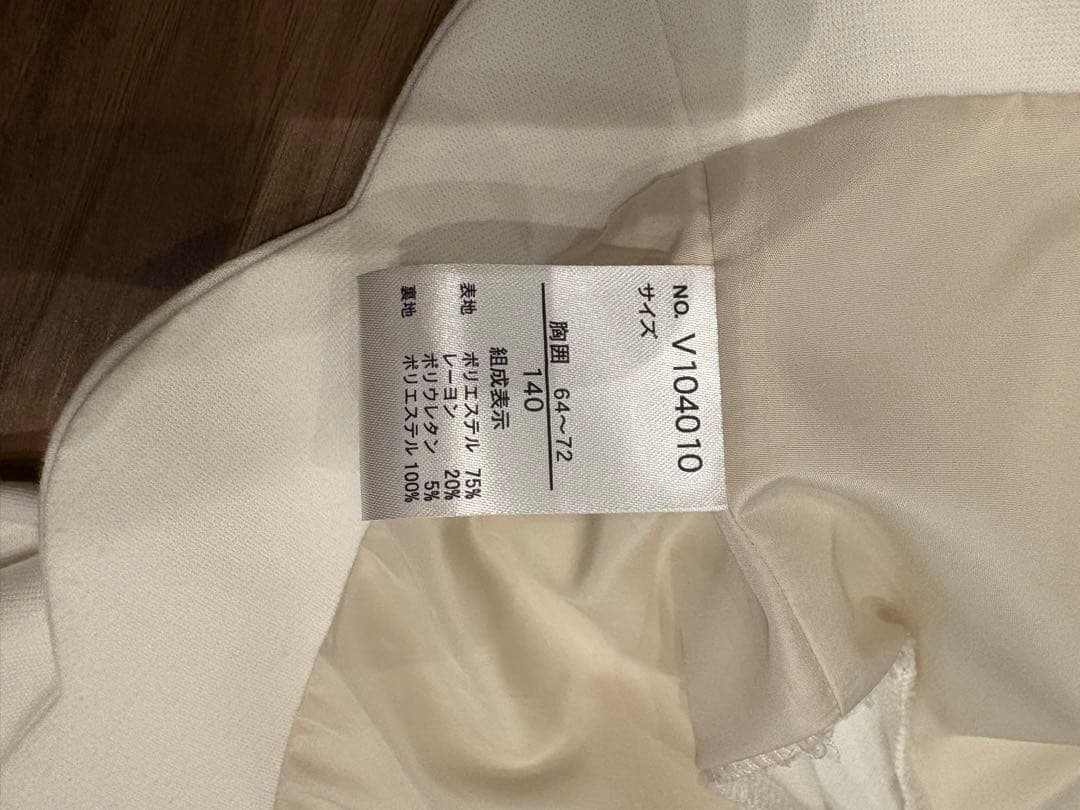 NO. V104010
サイズ
胸囲 64～72
140
組成表示
表地 ポリエステル 75%
レーヨン 20%
ポリウレタン 5%
裏地 ポリエステル 100%